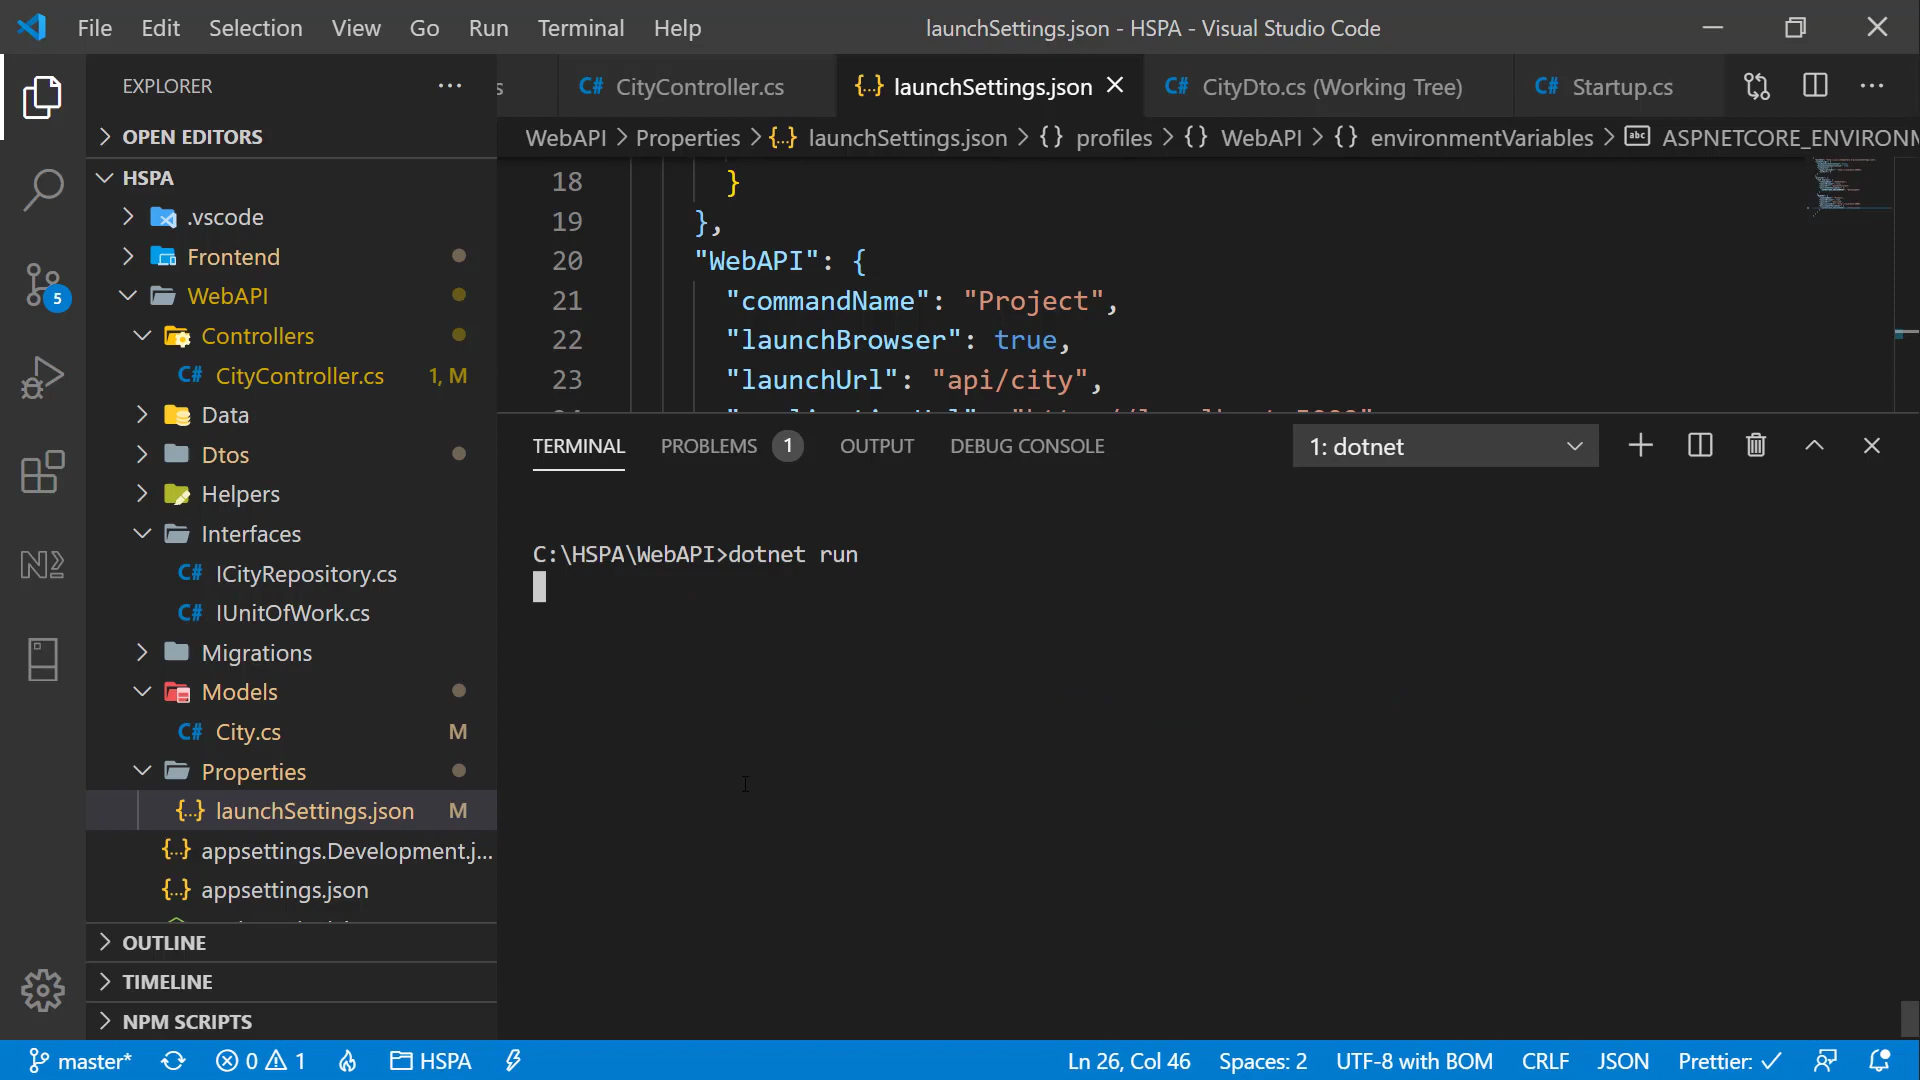 File Edit Selection View Go Run Terminal Help
launchSettings.json - HSPA - Visual Studio Code
EXPLORER
OPEN EDITORS
HSPA
.vscode
Frontend
WebAPI
Controllers
CityController.cs 1, M
Data
Dtos
Helpers
Interfaces
ICityRepository.cs
IUnitOfWork.cs
Migrations
Models
City.cs M
Properties
launchSettings.json M
appsettings.Development.j...
appsettings.json
OUTLINE
TIMELINE
NPM SCRIPTS
5
s CityController.cs launchSettings.json CityDto.cs (Working Tree) Startup.cs
WebAPI > Properties > launchSettings.json > {} profiles > {} WebAPI > {} environmentVariables > abc ASPNETCORE_ENVIRONM
18 }
19 },
20 "WebAPI": {
21 "commandName": "Project",
22 "launchBrowser": true,
23 "launchUrl": "api/city",
TERMINAL PROBLEMS 1 OUTPUT DEBUG CONSOLE 1: dotnet
C:\HSPA\WebAPI>dotnet run
master* 0 1 HSPA Ln 26, Col 46 Spaces: 2 UTF-8 with BOM CRLF JSON Prettier: ✓